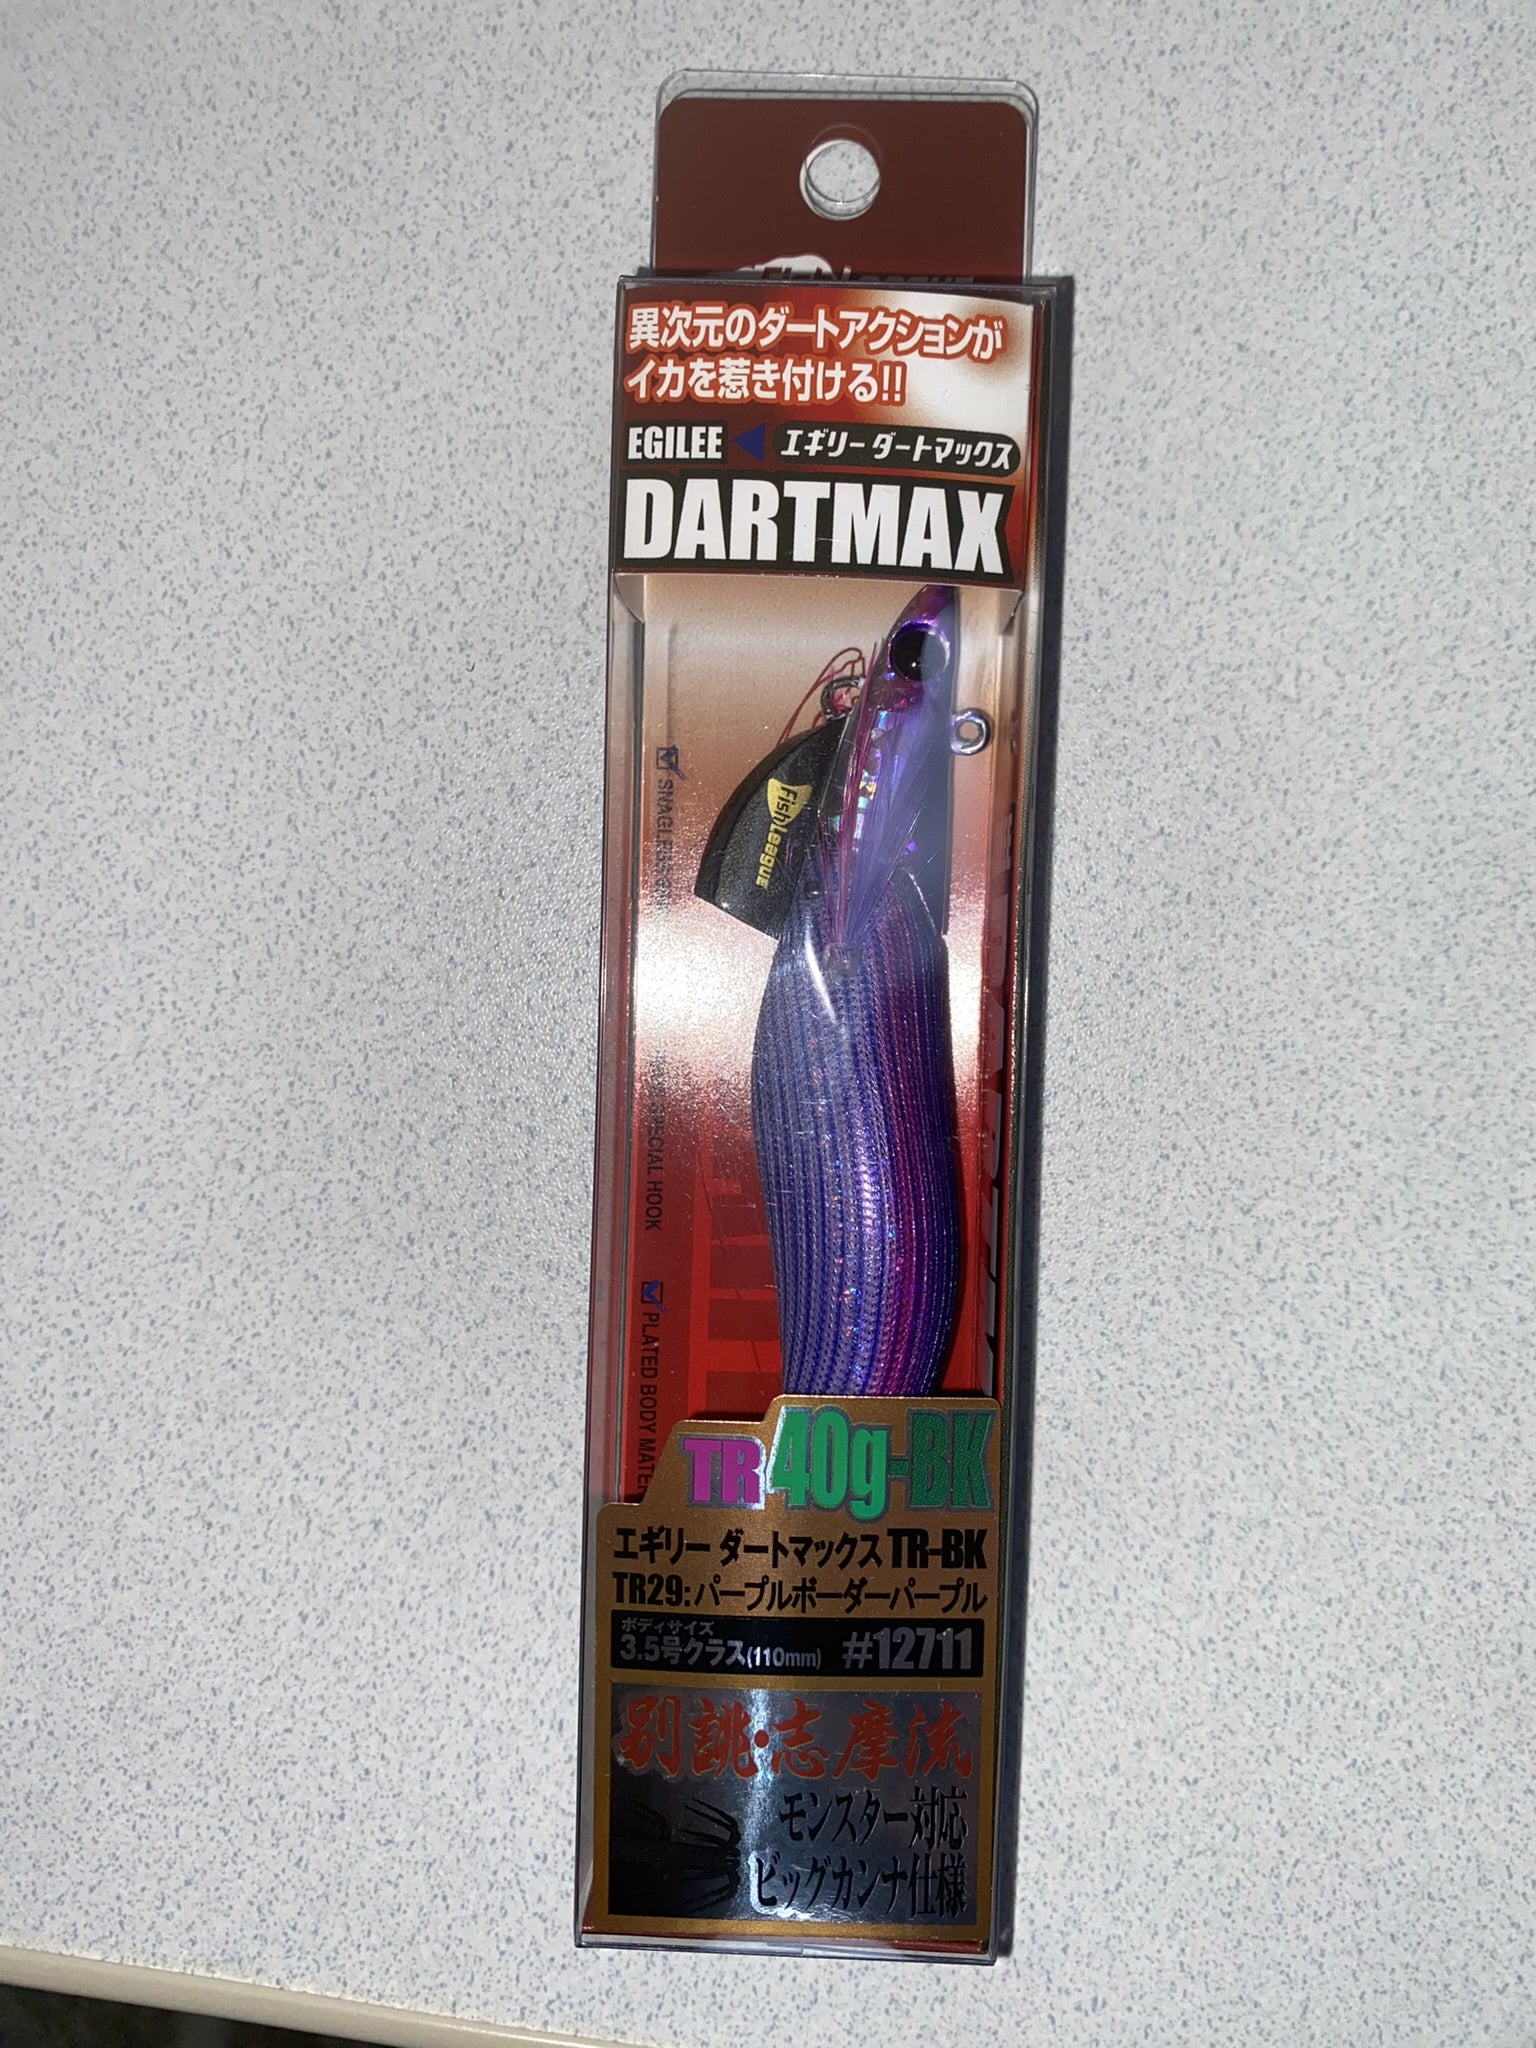 異次元のダートアクションが
イカを惹き付ける!!
EGILEE エギリーダートマックス
DARTMAX
FishLeague
SNAGLESS
SPECIAL HOOK
PLATED BODY
TR 40g-BK
エギリー ダートマックス TR-BK
TR29:パープルボーダーパープル
ボディサイズ
3.5号クラス(110mm) #12711
別誂・志摩流
モンスター対応
ビッグカンナ仕様